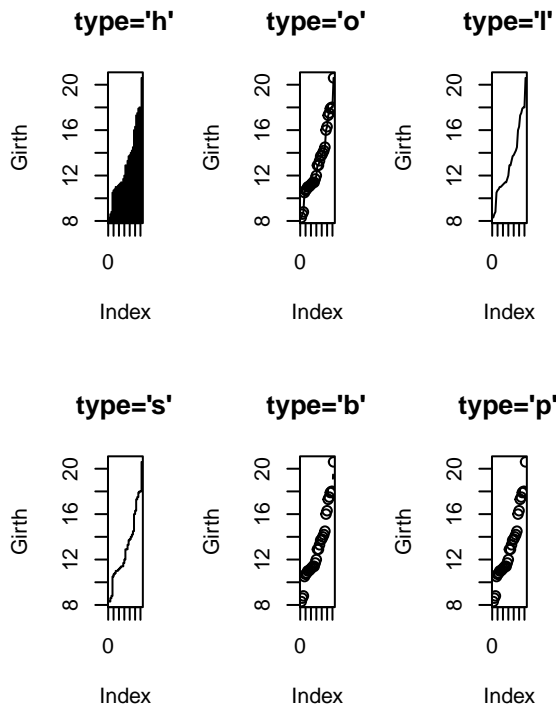 type='h'
type='o'
type='l'
Girth
8
12
16
20
0
Index
Girth
8
12
16
20
0
Index
Girth
8
12
16
20
0
Index
type='s'
type='b'
type='p'
Girth
8
12
16
20
0
Index
Girth
8
12
16
20
0
Index
Girth
8
12
16
20
0
Index